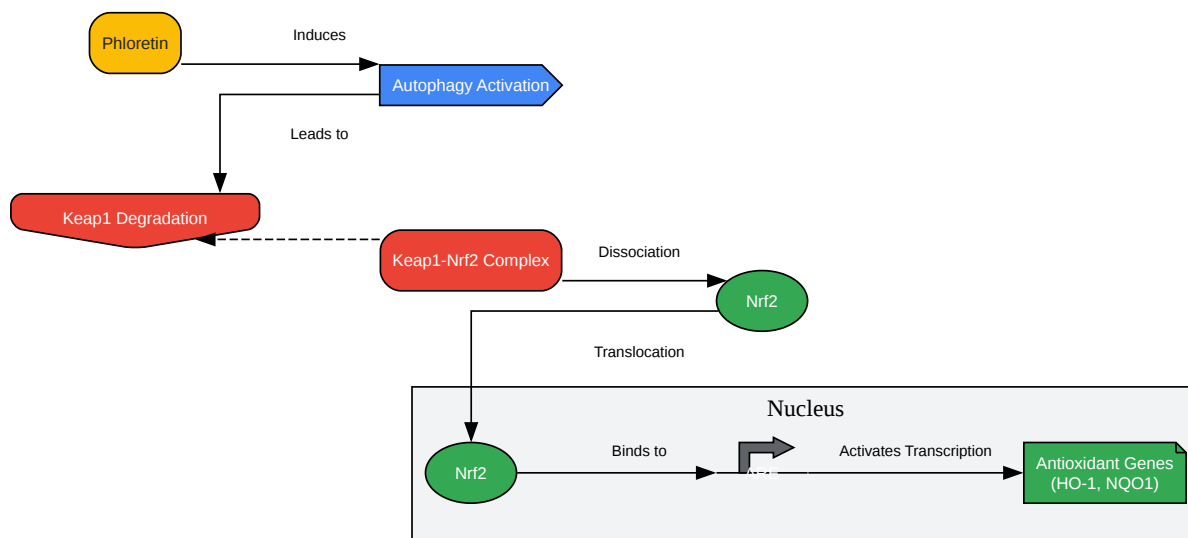 Phloretin
Induces
Autophagy Activation
Leads to
Keap1 Degradation
Keap1-Nrf2 Complex
Dissociation
Nrf2
Translocation
Nucleus
Nrf2
Binds to
ARE
Activates Transcription
Antioxidant Genes
(HO-1, NQO1)